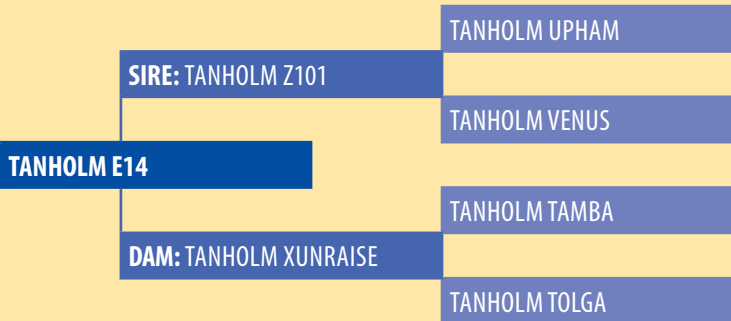 TANHOLM UPHAM
SIRE: TANHOLM Z101
TANHOLM VENUS
TANHOLM E14
TANHOLM TAMBA
DAM: TANHOLM XUNRAISE
TANHOLM TOLGA